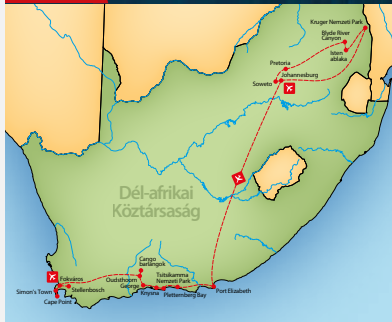 Kruger Nemzeti Park
Blyde River
Canyon
Isten
ablaka
Pretoria
Johannesburg
Soweto
Dél-afrikai
Köztársaság
Cango
barlangok
Fokváros
Oudtshoorn
Tsitsikamma
Nemzeti Park
Simon's Town
Stellenbosch
George
Knysna
Plettenberg Bay
Port Elizabeth
Cape Point